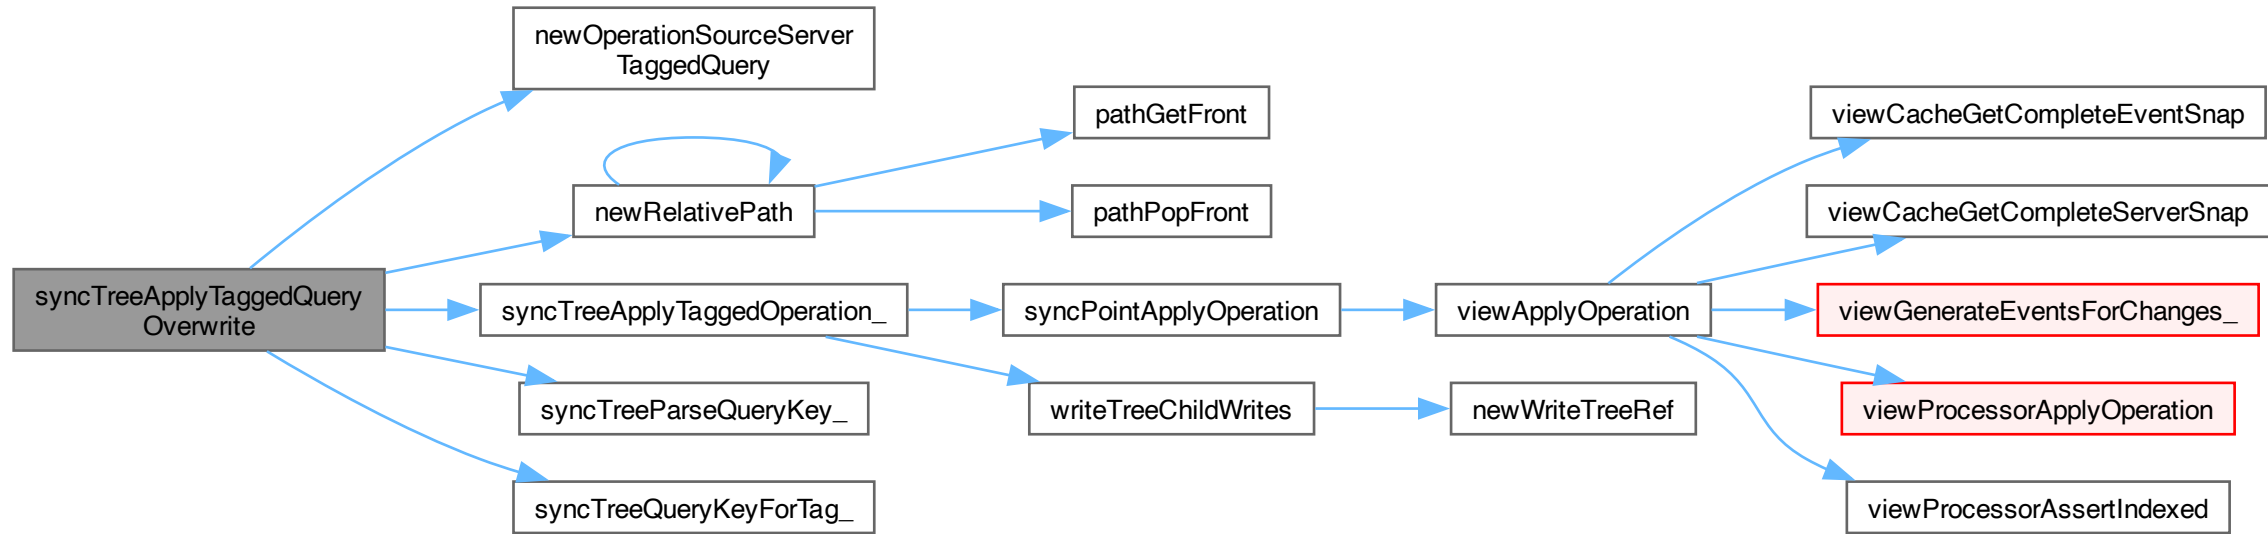 syncTreeApplyTaggedQuery
Overwrite
newOperationSourceServer
TaggedQuery
newRelativePath
pathGetFront
pathPopFront
syncTreeApplyTaggedOperation_
syncPointApplyOperation
viewApplyOperation
viewCacheGetCompleteEventSnap
viewCacheGetCompleteServerSnap
viewGenerateEventsForChanges_
viewProcessorApplyOperation
viewProcessorAssertIndexed
writeTreeChildWrites
newWriteTreeRef
syncTreeParseQueryKey_
syncTreeQueryKeyForTag_